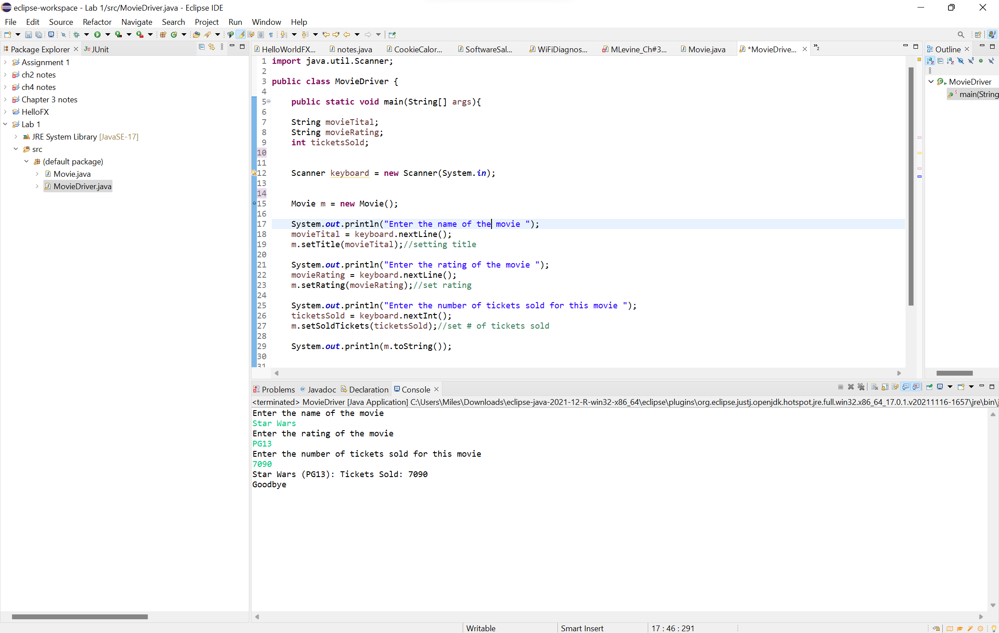 eclipse-workspace - Lab 1/src/MovieDriver.java - Eclipse IDE
File Edit Source Refactor Navigate Search Project Run Window Help
Package Explorer JUnit
Assignment 1
ch2 notes
ch4 notes
Chapter 3 notes
HelloFX
Lab 1
JRE System Library [JavaSE-17]
src
(default package)
Movie.java
MovieDriver.java
HelloWorldFX... notes.java CookieCalor... SoftwareSal... WiFiDiagnos... MLevine_Ch#3... Movie.java *MovieDrive... »2
1 import java.util.Scanner;
2
3 public class MovieDriver {
4
5 public static void main(String[] args){
6
7 String movieTital;
8 String movieRating;
9 int ticketsSold;
10
11
12 Scanner keyboard = new Scanner(System.in);
13
14
15 Movie m = new Movie();
16
17 System.out.println("Enter the name of the movie ");
18 movieTital = keyboard.nextLine();
19 m.setTitle(movieTital);//setting title
20
21 System.out.println("Enter the rating of the movie ");
22 movieRating = keyboard.nextLine();
23 m.setRating(movieRating);//set rating
24
25 System.out.println("Enter the number of tickets sold for this movie ");
26 ticketsSold = keyboard.nextInt();
27 m.setSoldTickets(ticketsSold);//set # of tickets sold
28
29 System.out.println(m.toString());
30
31
Outline
MovieDriver
main(String
Problems Javadoc Declaration Console
<terminated> MovieDriver [Java Application] C:\Users\Miles\Downloads\eclipse-java-2021-12-R-win32-x86_64\eclipse\plugins\org.eclipse.justj.openjdk.hotspot.jre.full.win32.x86_64_17.0.1.v20211116-1657\jre\bin\j
Enter the name of the movie
Star Wars
Enter the rating of the movie
PG13
Enter the number of tickets sold for this movie
7090
Star Wars (PG13): Tickets Sold: 7090
Goodbye
Writable Smart Insert 17 : 46 : 291